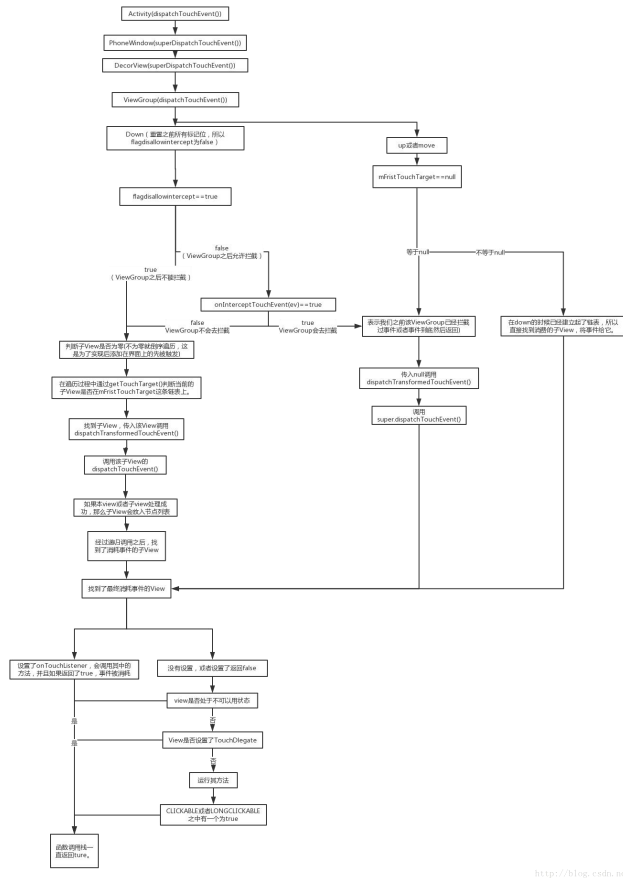 Activity(dispatchTouchEvent())
PhoneWindow(superDispatchTouchEvent())
DecorView(superDispatchTouchEvent())
ViewGroup(dispatchTouchEvent())
Down（重置之前所有标记位，所以
flagdisallowintercept为false）
up或者move
mFristTouchTarget==null
flagdisallowintercept==true
false
（ViewGroup之后允许拦截）
等于null
不等于null
true
（ViewGroup之后不能拦截）
onInterceptTouchEvent(ev)==true
false
ViewGroup不会去拦截
true
ViewGroup会去拦截
表示我们之前该ViewGroup已经拦截
过事件或者事件到能然后返回)
在down的时候已经建立起了链表，所以
直接找到消费的子View，将事件给它。
判断子View是否为零(不为零就倒序遍历，这
是为了实现后添加在界面上的先被触发)
传入null调用
dispatchTransformedTouchEvent()
在遍历过程中通过getTouchTarget()判断当前的
子View是否在mFristTouchTarget这条链表上。
调用
super.dispatchTouchEvent()
找到子View，传入该View调用
dispatchTransformedTouchEvent()
调用该子View的
dispatchTouchEvent()
如果本view或者子view处理成
功，那么子View会放入节点列表
经过递归调用之后，找
到了消耗事件的子View
找到了最终消耗事件的View
设置了onTouchListener，会调用其中的
方法，并且如果返回了true，事件被消耗
没有设置，或者设置了返回false
view是否处于不可以用状态
是
否
View是否设置了TouchDlegate
是
否
运行其方法
CLICKABLE或者LONGCLICKABLE
之中有一个为true
函数调用栈一
直返回ture。
http://blog.csdn.ne